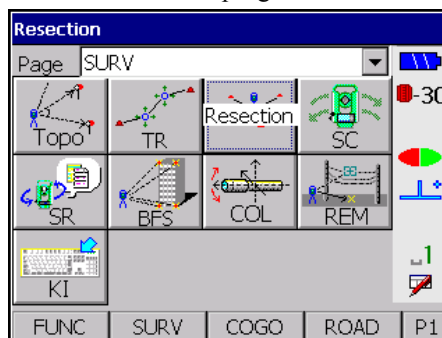 Resection
Page SURV
-30
Topo TR Resection SC
SR BFS COL REM
1
KI
FUNC SURV COGO ROAD P1